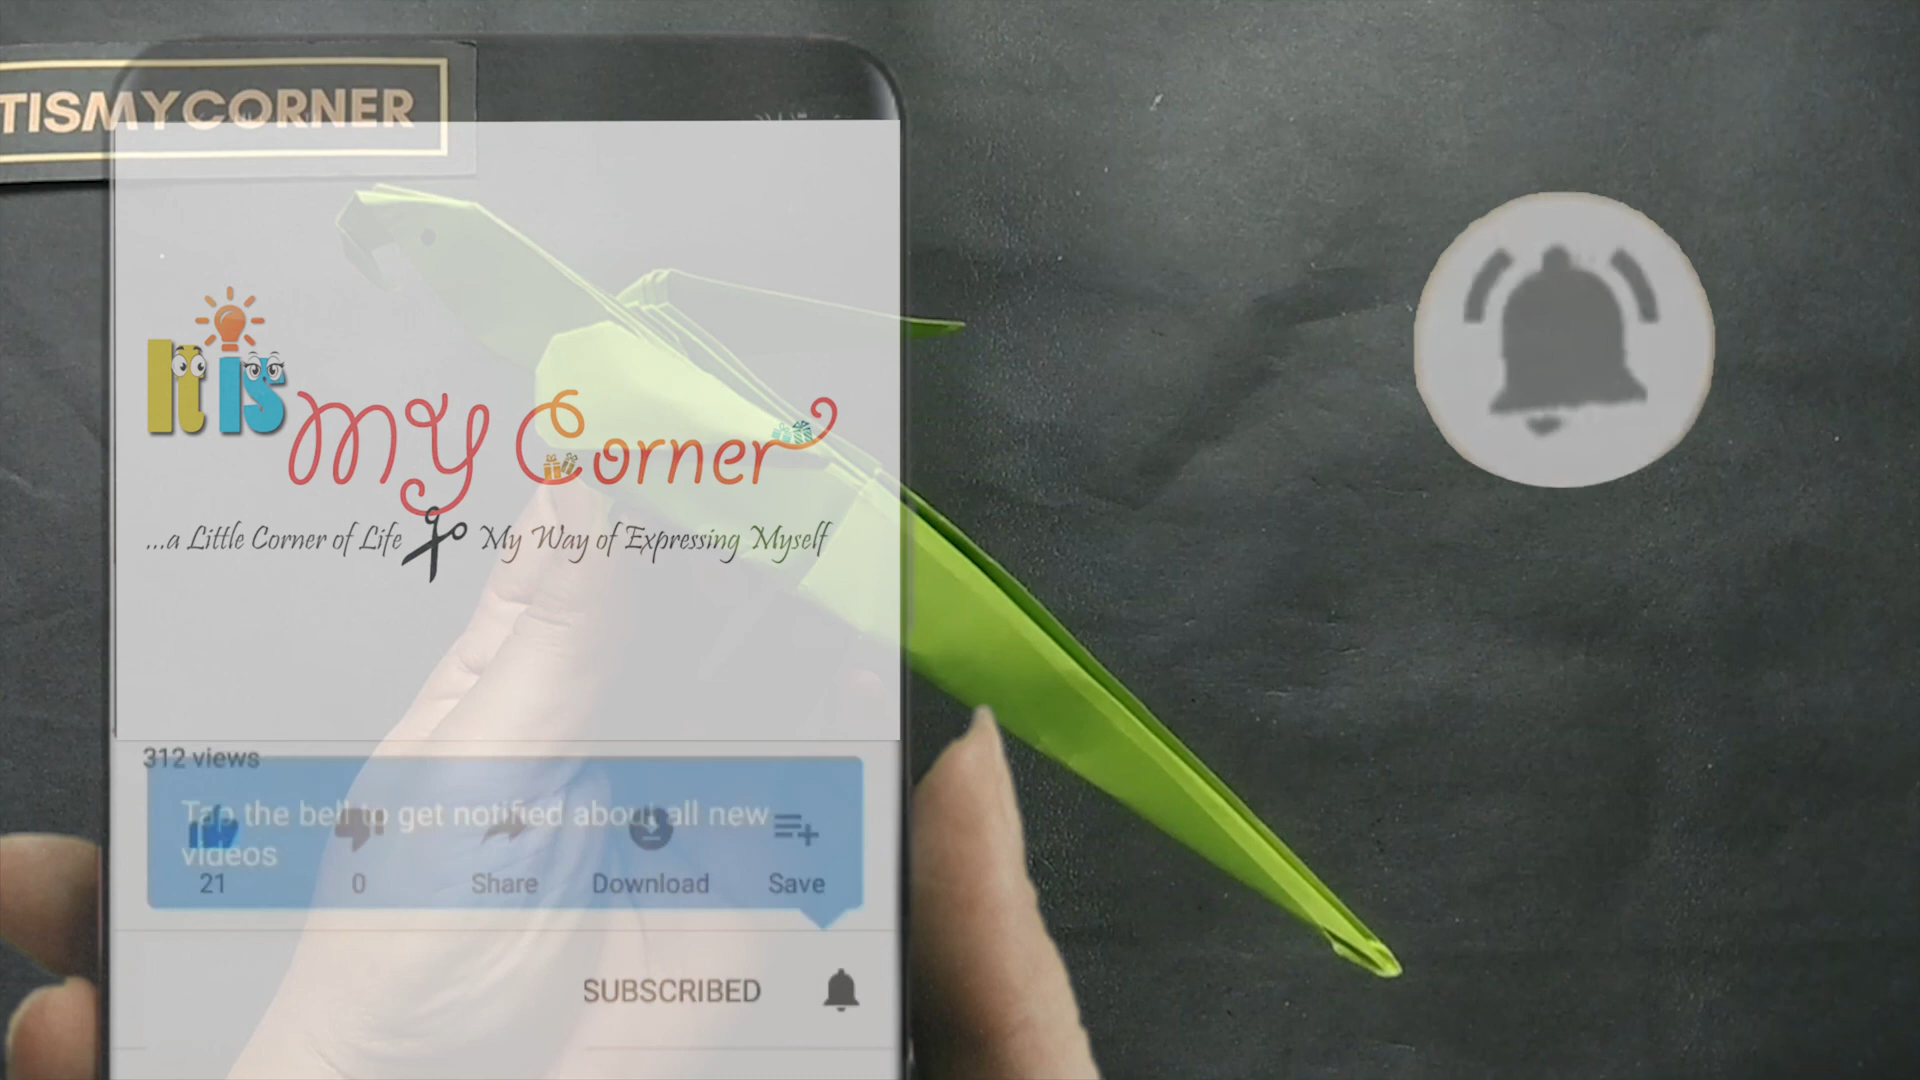 TISMYCORNER
It is My Corner
...a Little Corner of Life My Way of Expressing Myself
312 views
Tap the bell to get notified about all new
videos
21 0 Share Download Save
SUBSCRIBED